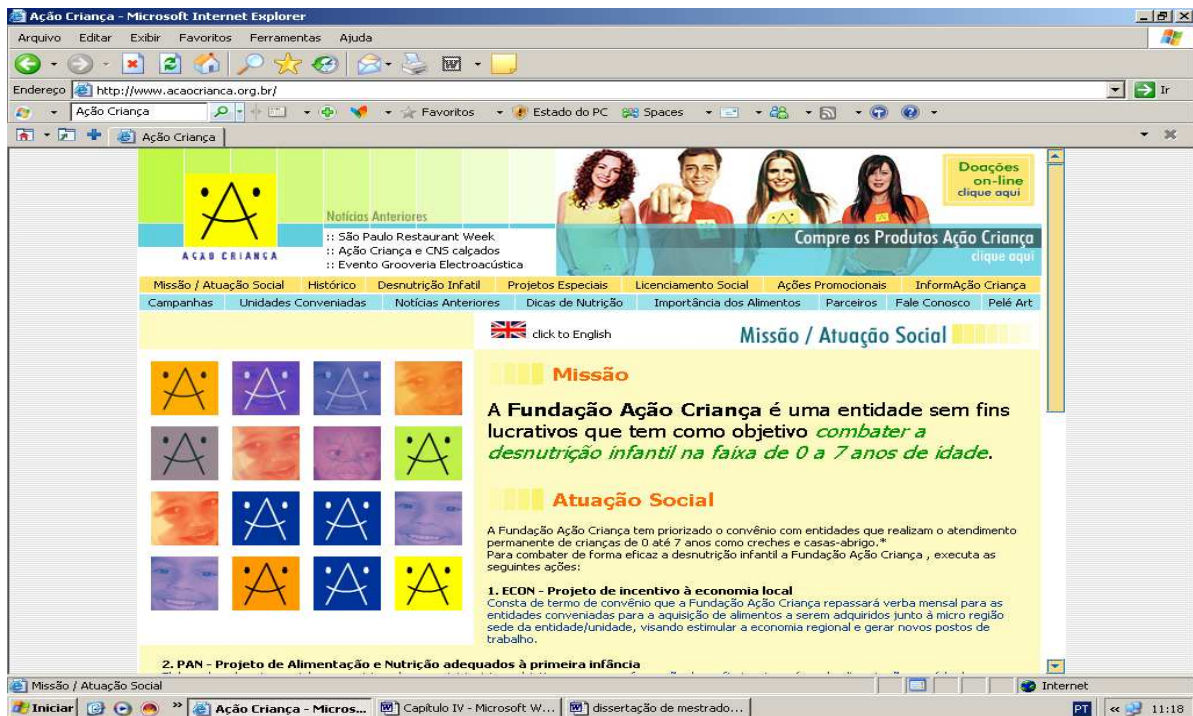 Ação Criança - Microsoft Internet Explorer
Arquivo Editar Exibir Favoritos Ferramentas Ajuda
Endereço http://www.acaocrianca.org.br/ Ir
Ação Criança Favoritos Estado do PC Spaces
Ação Criança
Doações
on-line
clique aqui
Notícias Anteriores
:: São Paulo Restaurant Week
:: Ação Criança e CNS calçados
:: Evento Grooveria Electroacústica
AÇÃO CRIANÇA
Compre os Produtos Ação Criança
clique aqui
Missão / Atuação Social Histórico Desnutrição Infatil Projetos Especiais Licenciamento Social Ações Promocionais InformAção Criança
Campanhas Unidades Conveniadas Notícias Anteriores Dicas de Nutrição Importância dos Alimentos Parceiros Fale Conosco Pelé Art
click to English
Missão / Atuação Social
Missão
A Fundação Ação Criança é uma entidade sem fins
lucrativos que tem como objetivo combater a
desnutrição infantil na faixa de 0 a 7 anos de idade.
Atuação Social
A Fundação Ação Criança tem priorizado o convênio com entidades que realizam o atendimento
permanente de crianças de 0 até 7 anos como creches e casas-abrigo.*
Para combater de forma eficaz a desnutrição infantil a Fundação Ação Criança , executa as
seguintes ações:
1. ECON - Projeto de incentivo à economia local
Consta de termo de convênio que a Fundação Ação Criança repassará verba mensal para as
entidades conveniadas para a aquisição de alimentos a serem adquiridos junto à micro região
sede da entidade/unidade, visando estimular a economia regional e gerar novos postos de
trabalho.
2. PAN - Projeto de Alimentação e Nutrição adequados à primeira infância
Missão / Atuação Social Internet
Iniciar Ação Criança - Micros... Capítulo IV - Microsoft W... dissertação de mestrado... PT 11:18